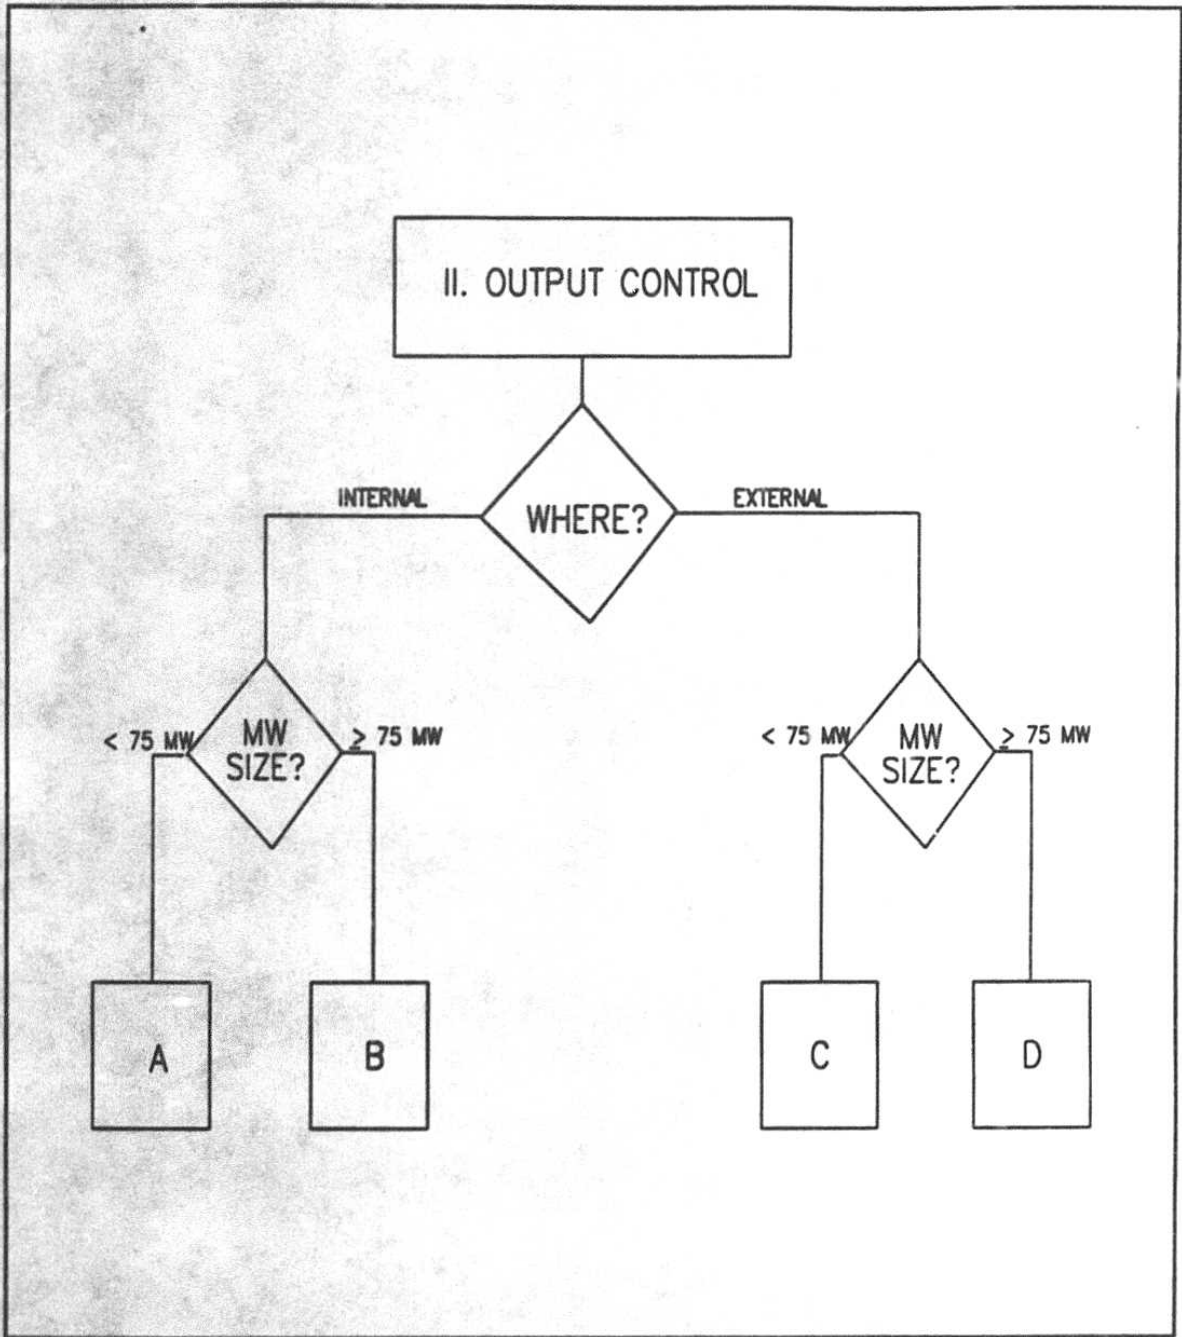 II. OUTPUT CONTROL
WHERE?
INTERNAL
EXTERNAL
< 75 MW
MW
SIZE?
≥ 75 MW
< 75 MW
MW
SIZE?
≥ 75 MW
A
B
C
D